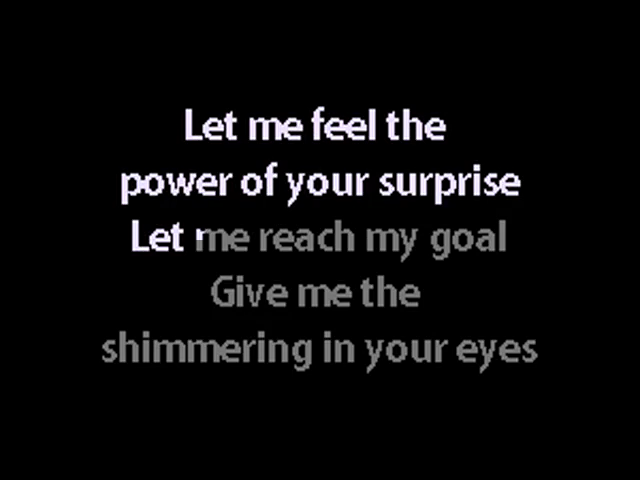 Let me feel the
power of your surprise
Let me reach my goal
Give me the
shimmering in your eyes